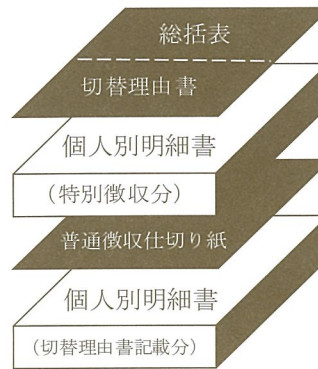 総括表
切替理由書
個人別明細書
(特別徴収分)
普通徴収仕切り紙
個人別明細書
(切替理由書記載分)